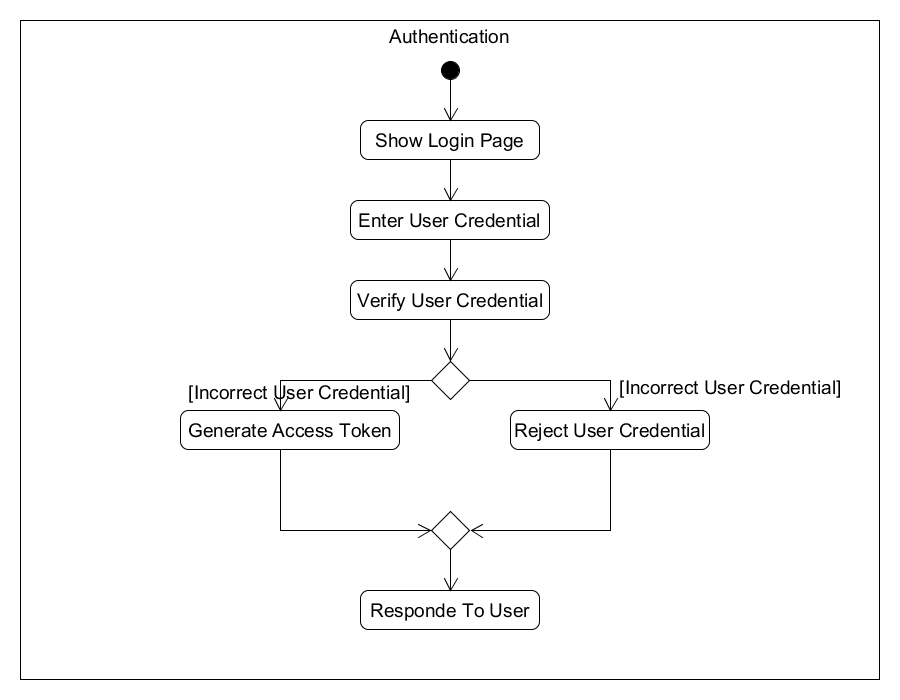 Authentication
Show Login Page
Enter User Credential
Verify User Credential
[Incorrect User Credential]
[Incorrect User Credential]
Generate Access Token
Reject User Credential
Responde To User